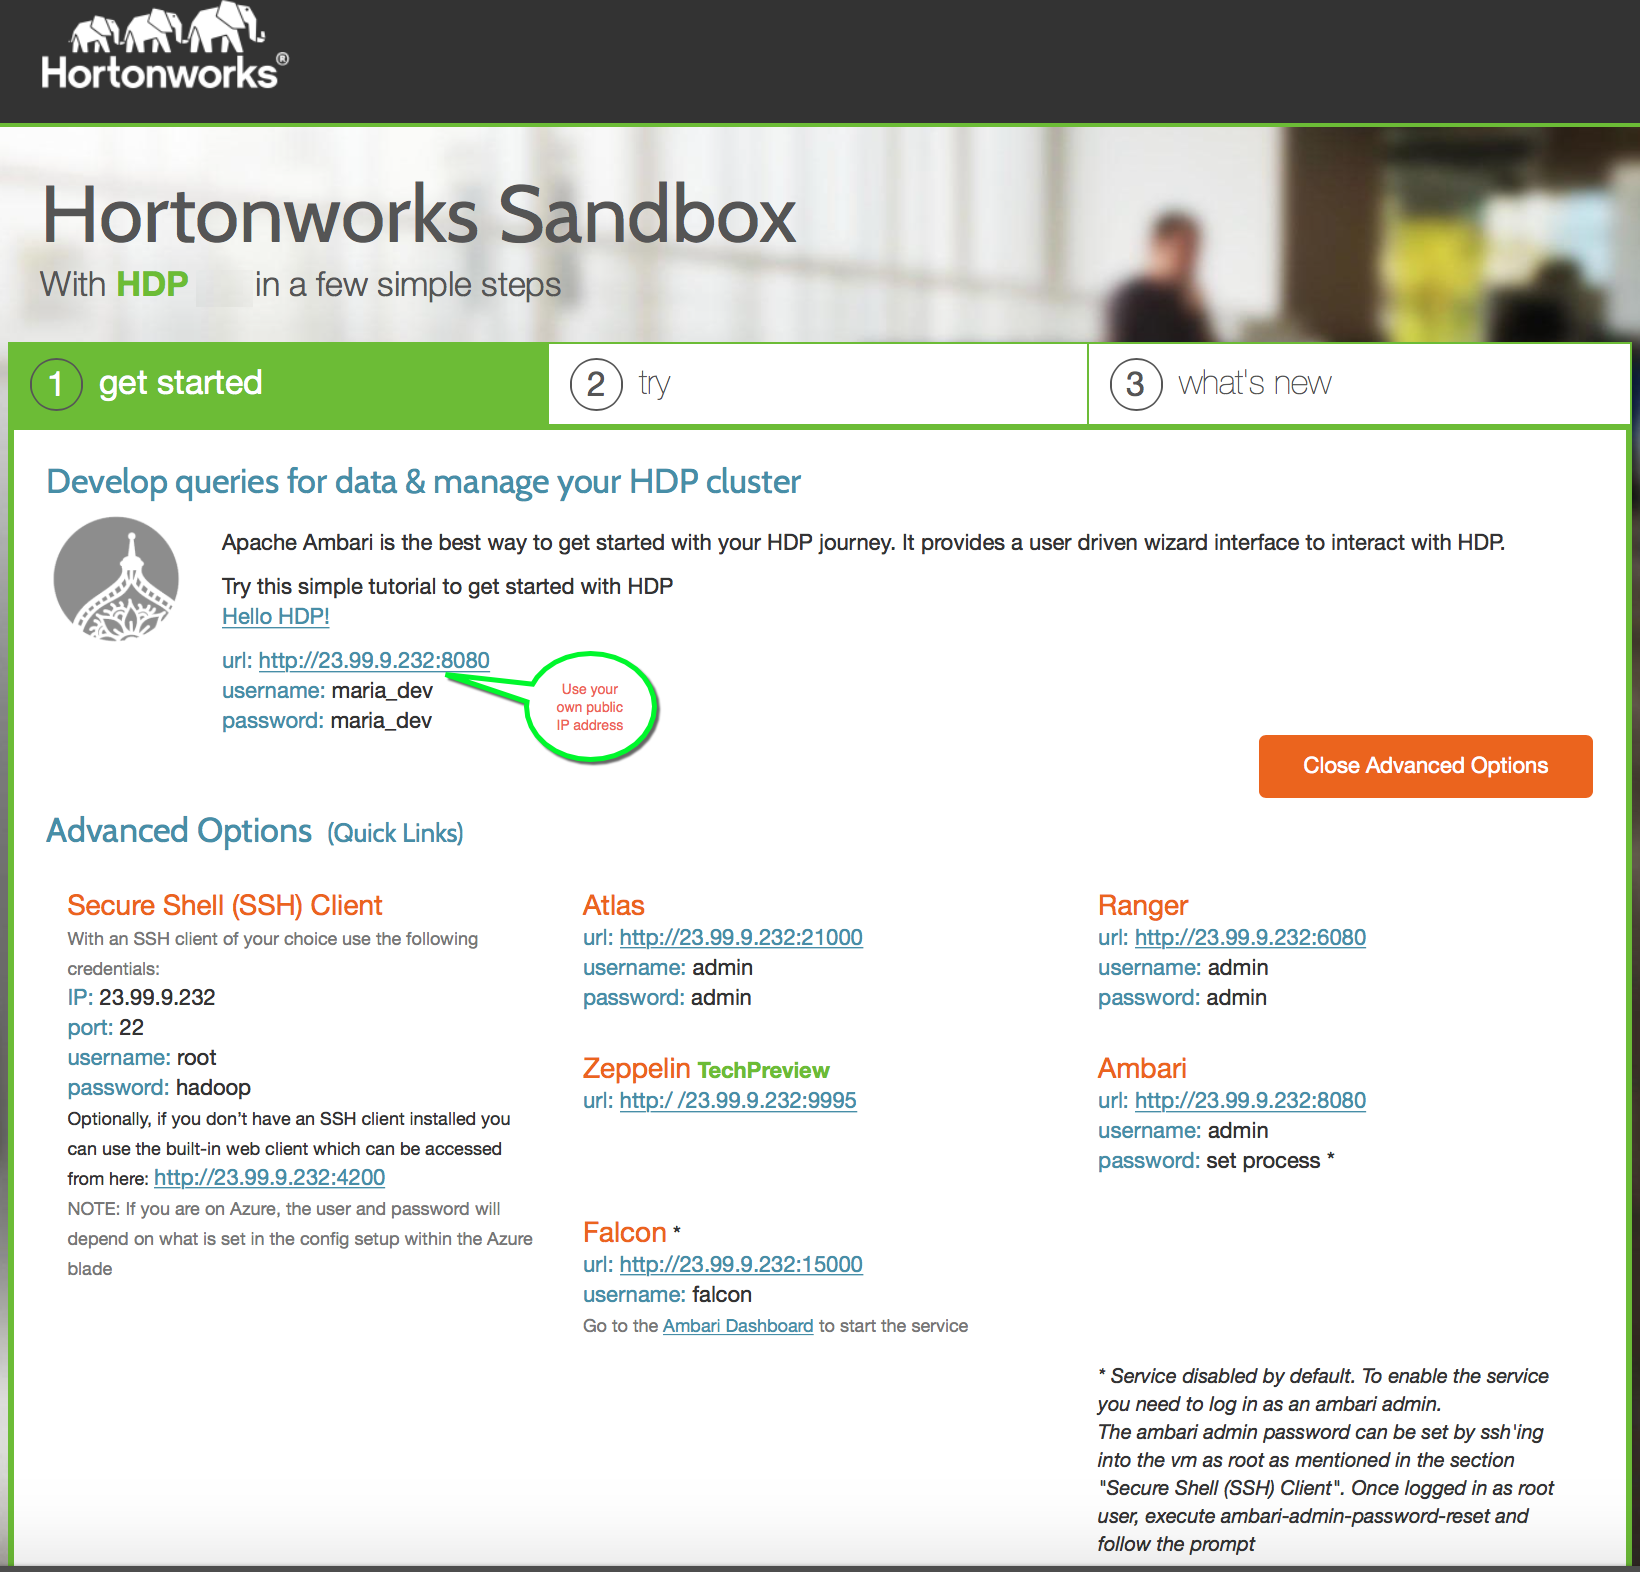 Hortonworks®
Hortonworks Sandbox
With HDP in a few simple steps
1 get started
2 try
3 what's new
Develop queries for data & manage your HDP cluster
Apache Ambari is the best way to get started with your HDP journey. It provides a user driven wizard interface to interact with HDP.
Try this simple tutorial to get started with HDP
Hello HDP!
url: http://23.99.9.232:8080
username: maria_dev
password: maria_dev
Use your
own public
IP address
Close Advanced Options
Advanced Options (Quick Links)
Secure Shell (SSH) Client
With an SSH client of your choice use the following
credentials:
IP: 23.99.9.232
port: 22
username: root
password: hadoop
Optionally, if you don’t have an SSH client installed you
can use the built-in web client which can be accessed
from here: http://23.99.9.232:4200
NOTE: If you are on Azure, the user and password will
depend on what is set in the config setup within the Azure
blade
Atlas
url: http://23.99.9.232:21000
username: admin
password: admin
Zeppelin TechPreview
url: http:/ /23.99.9.232:9995
Falcon *
url: http://23.99.9.232:15000
username: falcon
Go to the Ambari Dashboard to start the service
Ranger
url: http://23.99.9.232:6080
username: admin
password: admin
Ambari
url: http://23.99.9.232:8080
username: admin
password: set process *
* Service disabled by default. To enable the service
you need to log in as an ambari admin.
The ambari admin password can be set by ssh'ing
into the vm as root as mentioned in the section
"Secure Shell (SSH) Client". Once logged in as root
user, execute ambari-admin-password-reset and
follow the prompt